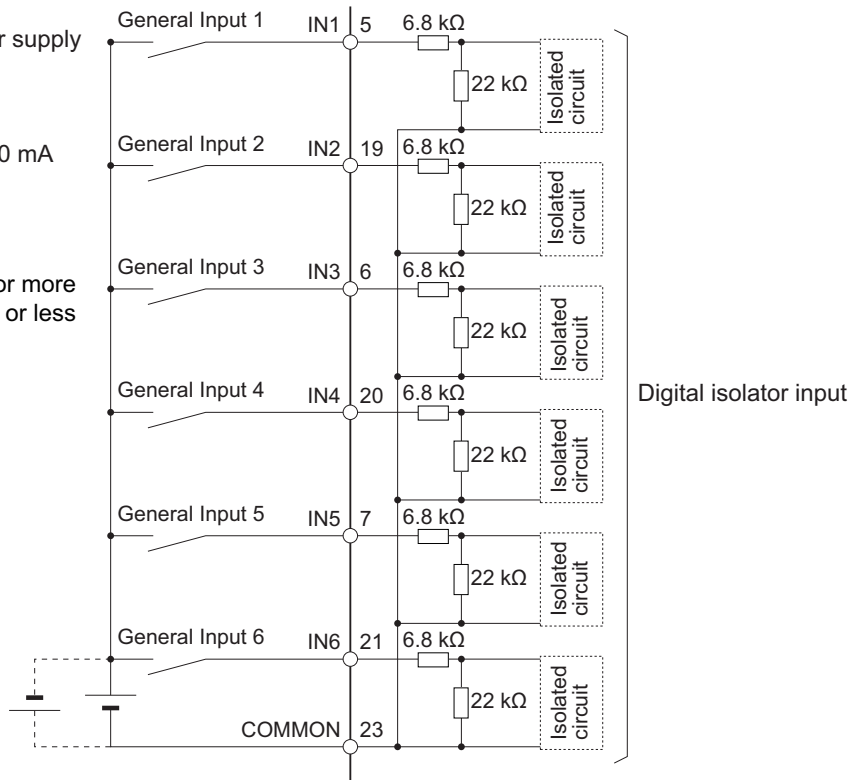 r supply
0 mA
or more
or less
General Input 1 IN1 5 6.8 kΩ
22 kΩ
Isolated
circuit
General Input 2 IN2 19 6.8 kΩ
22 kΩ
Isolated
circuit
General Input 3 IN3 6 6.8 kΩ
22 kΩ
Isolated
circuit
General Input 4 IN4 20 6.8 kΩ
22 kΩ
Isolated
circuit
General Input 5 IN5 7 6.8 kΩ
22 kΩ
Isolated
circuit
General Input 6 IN6 21 6.8 kΩ
22 kΩ
Isolated
circuit
COMMON 23
Digital isolator input